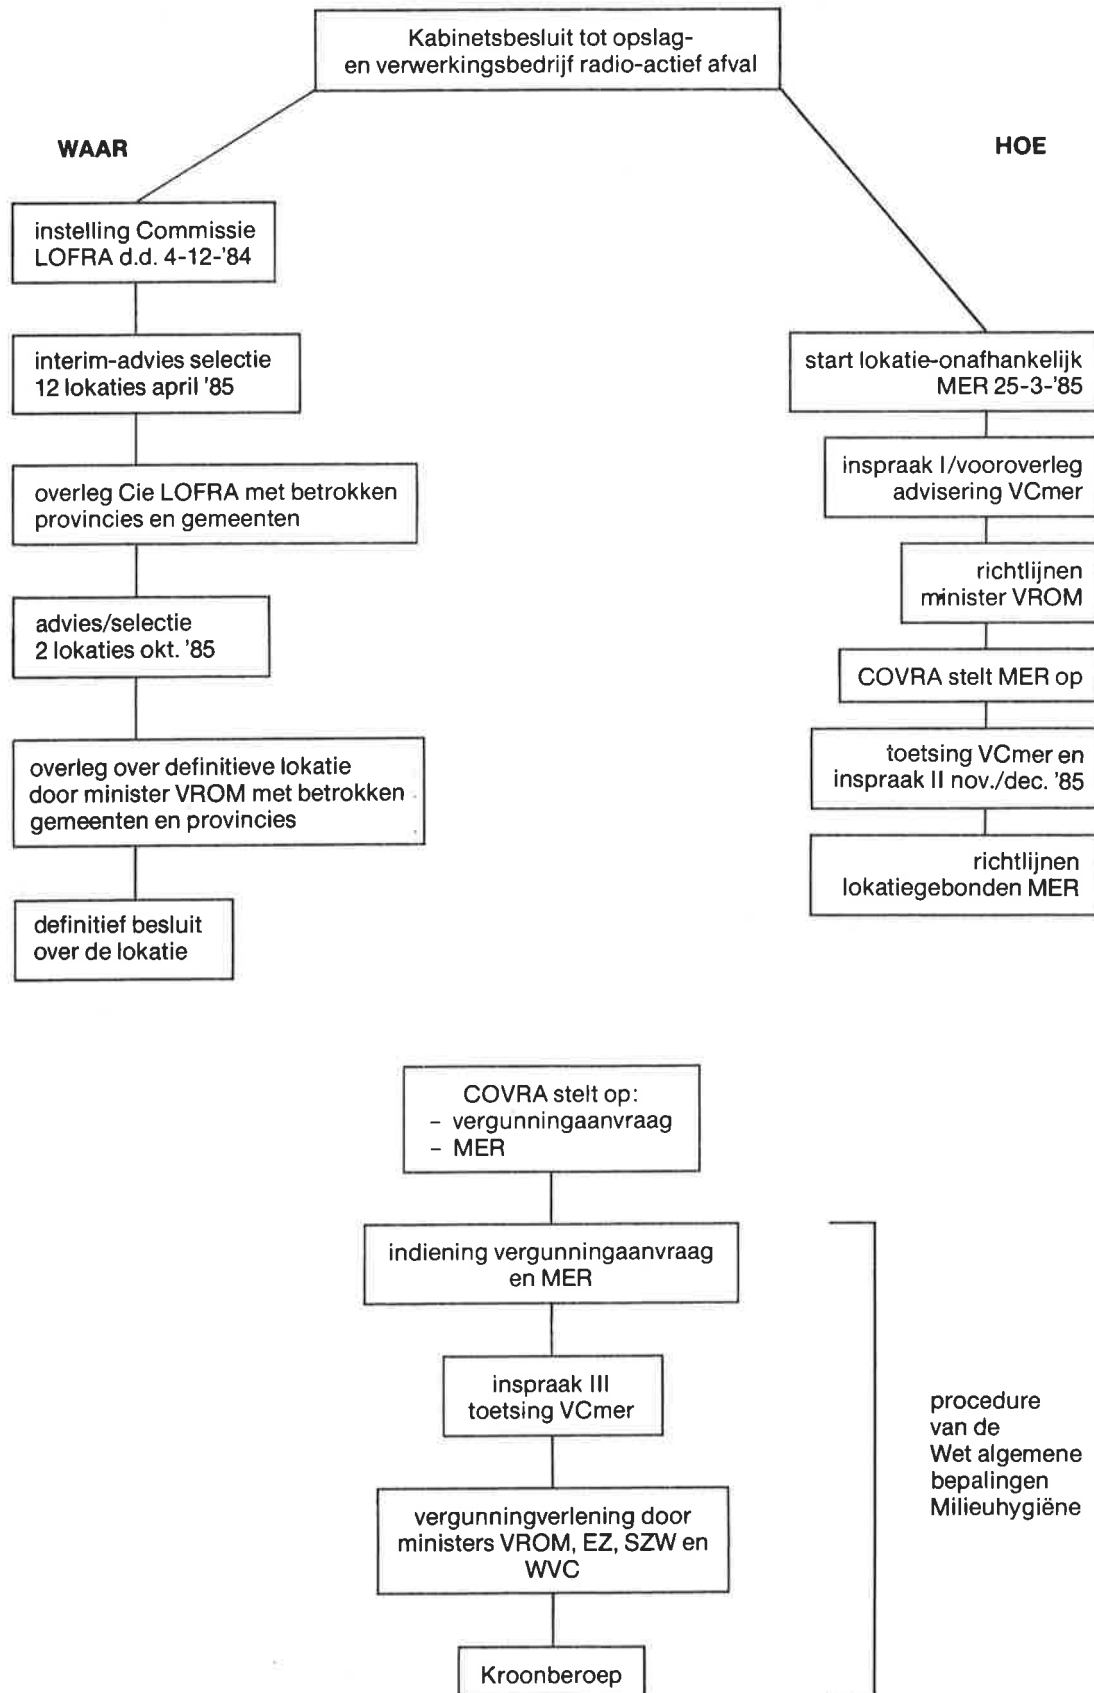 Kabinetsbesluit tot opslag-
en verwerkingsbedrijf radio-actief afval
WAAR
instelling Commissie
LOFRA d.d. 4-12-'84
interim-advies selectie
12 lokaties april '85
overleg Cie LOFRA met betrokken
provincies en gemeenten
advies/selectie
2 lokaties okt. '85
overleg over definitieve lokatie
door minister VROM met betrokken
gemeenten en provincies
definitief besluit
over de lokatie
HOE
start lokatie-onafhankelijk
MER 25-3-'85
inspraak I/vooroverleg
advisering VCmer
richtlijnen
minister VROM
COVRA stelt MER op
toetsing VCmer en
inspraak II nov./dec. '85
richtlijnen
lokatiegebonden MER
COVRA stelt op:
- vergunningaanvraag
- MER
indiening vergunningaanvraag
en MER
inspraak III
toetsing VCmer
vergunningverlening door
ministers VROM, EZ, SZW en
WVC
Kroonberoep
procedure
van de
Wet algemene
bepalingen
Milieuhygiëne